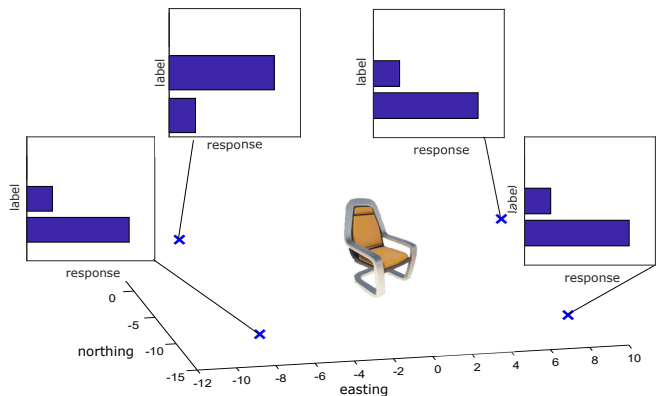 label
response
label
response
label
response
label
response
0
-5
-10
-15
northing
-12 -10 -8 -6 -4 -2 0 2 4 6 8 10
easting